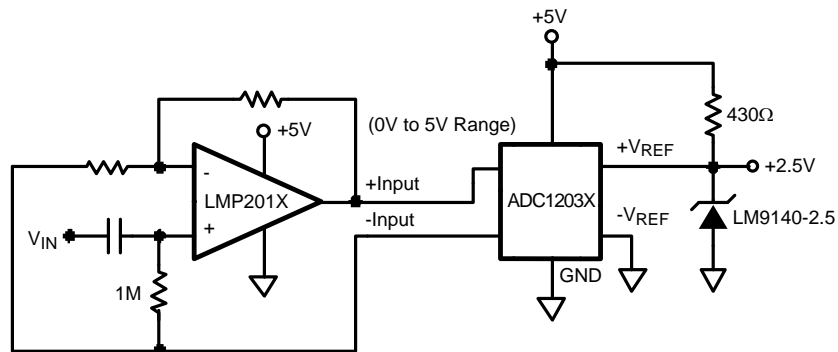 +5V
430Ω
+5V
(0V to 5V Range)
+VREF
+2.5V
-
LMP201X
+Input
ADC1203X
-Input
-VREF
LM9140-2.5
VIN
+
GND
1M